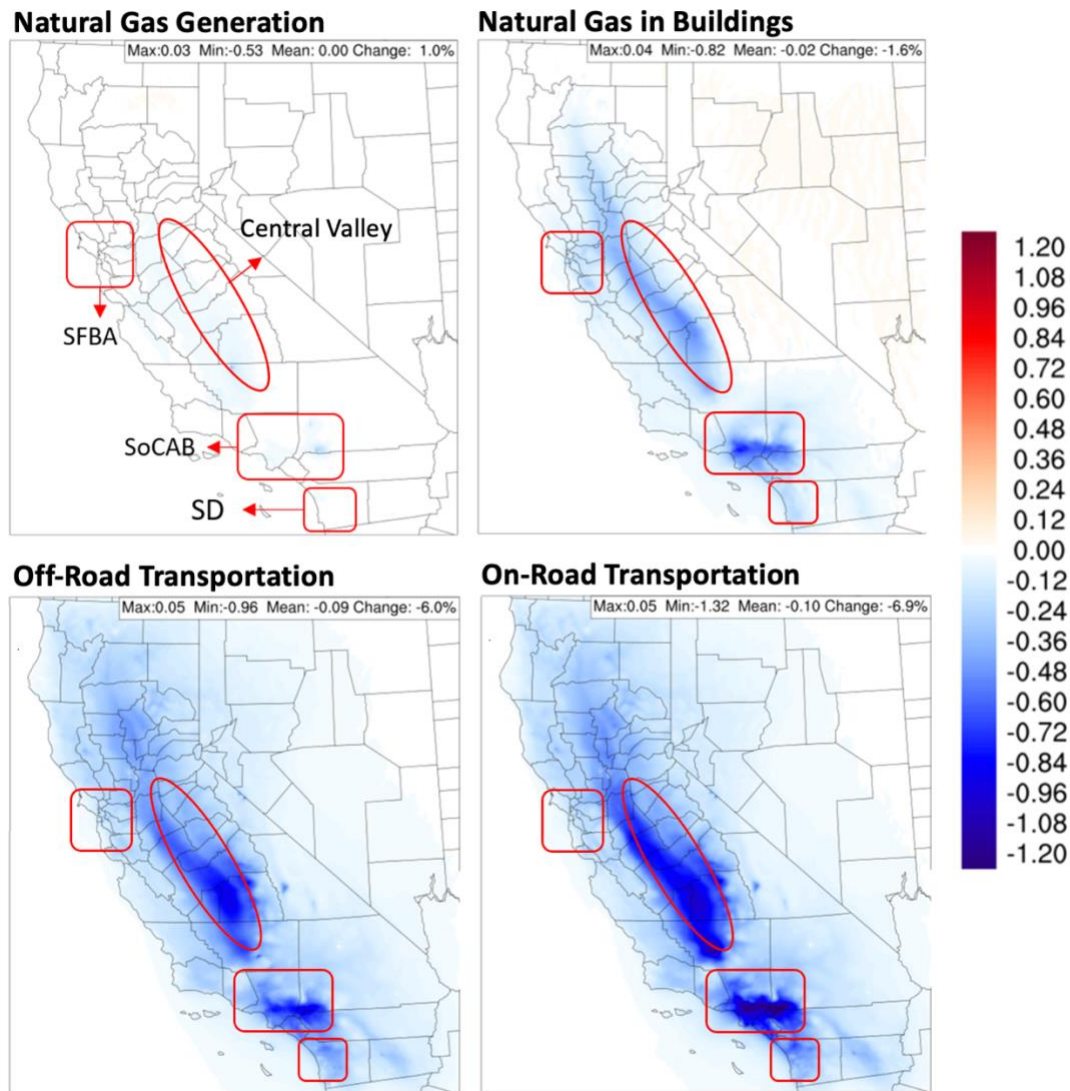 Natural Gas Generation
Max:0.03 Min:-0.53 Mean: 0.00 Change: 1.0%
Central Valley
SFBA
SoCAB
SD
Natural Gas in Buildings
Max:0.04 Min:-0.82 Mean: -0.02 Change: -1.6%
Off-Road Transportation
Max:0.05 Min:-0.96 Mean: -0.09 Change: -6.0%
On-Road Transportation
Max:0.05 Min:-1.32 Mean: -0.10 Change: -6.9%
1.20
1.08
0.96
0.84
0.72
0.60
0.48
0.36
0.24
0.12
0.00
-0.12
-0.24
-0.36
-0.48
-0.60
-0.72
-0.84
-0.96
-1.08
-1.20